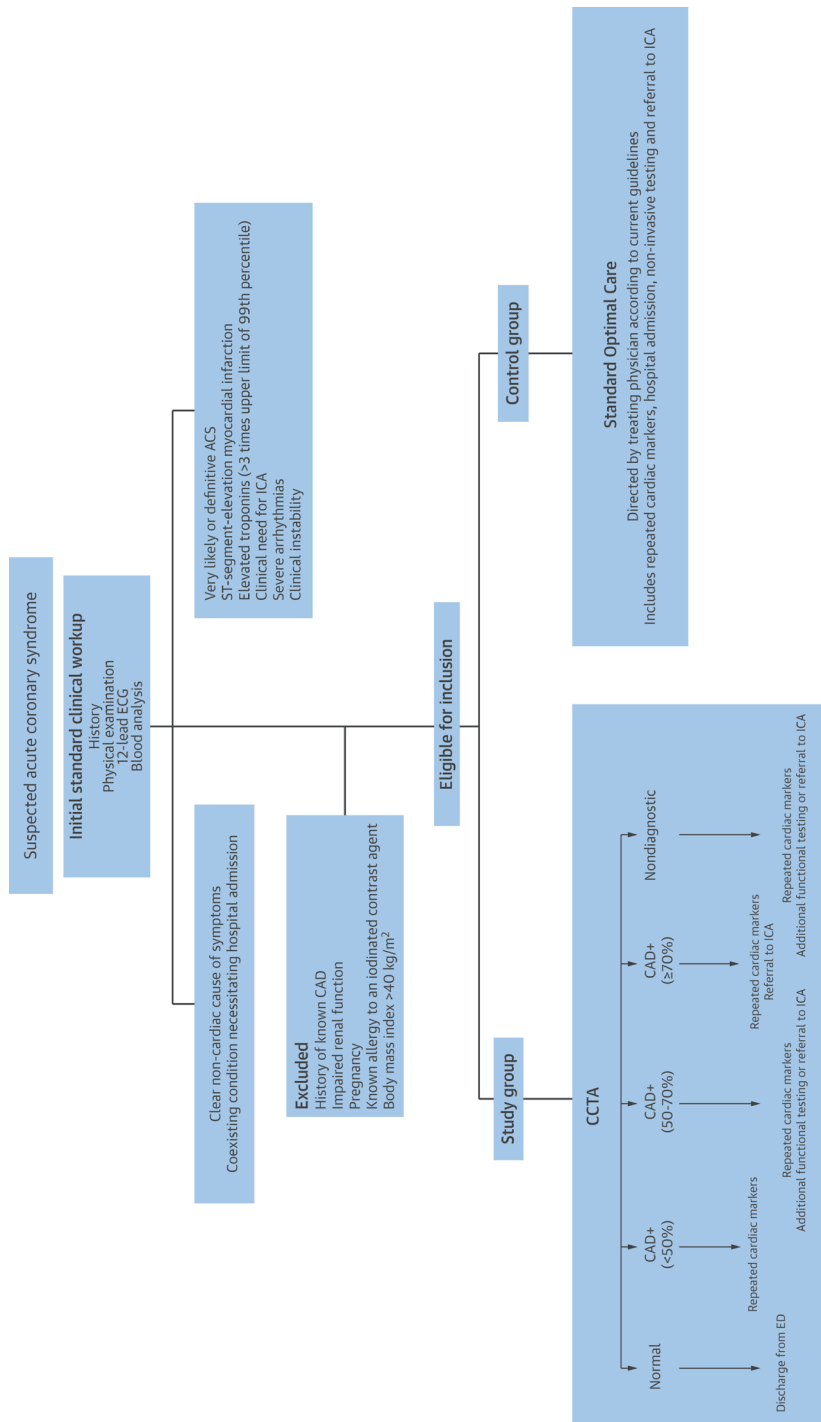 Suspected acute coronary syndrome
Initial standard clinical workup
History
Physical examination
12-lead ECG
Blood analysis
Clear non-cardiac cause of symptoms
Coexisting condition necessitating hospital admission
Very likely or definitive ACS
ST-segment-elevation myocardial infarction
Elevated troponins (>3 times upper limit of 99th percentile)
Clinical need for ICA
Severe arrhythmias
Clinical instability
Excluded
History of known CAD
Impaired renal function
Pregnancy
Known allergy to an iodinated contrast agent
Body mass index >40 kg/m²
Eligible for inclusion
Study group
Control group
CCTA
Normal
Discharge from ED
CAD+
(<50%)
Repeated cardiac markers
CAD+
(50-70%)
Repeated cardiac markers
Additional functional testing or referral to ICA
CAD+
(≥70%)
Repeated cardiac markers
Referral to ICA
Nondiagnostic
Repeated cardiac markers
Additional functional testing or referral to ICA
Standard Optimal Care
Directed by treating physician according to current guidelines
Includes repeated cardiac markers, hospital admission, non-invasive testing and referral to ICA